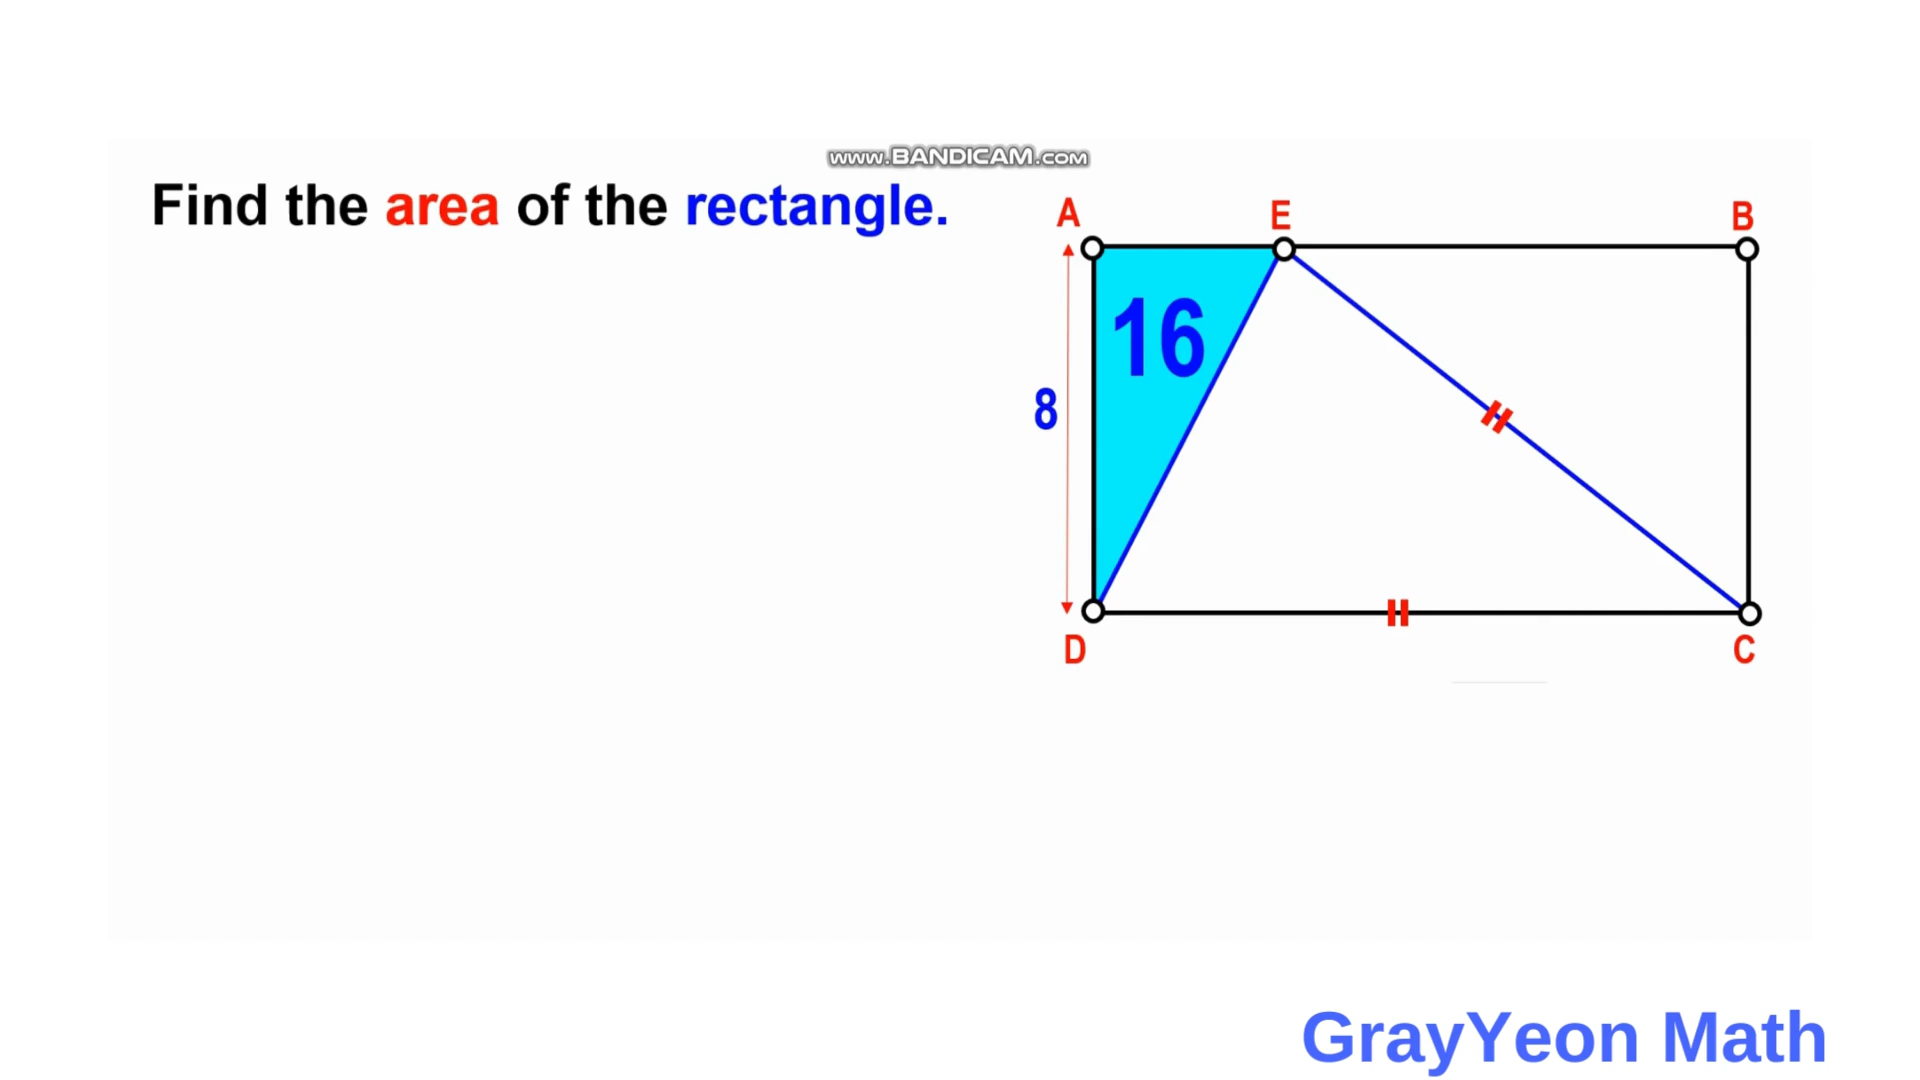 www.BANDICAM.com
Find the area of the rectangle.
A E B
16
8
D C
GrayYeon Math